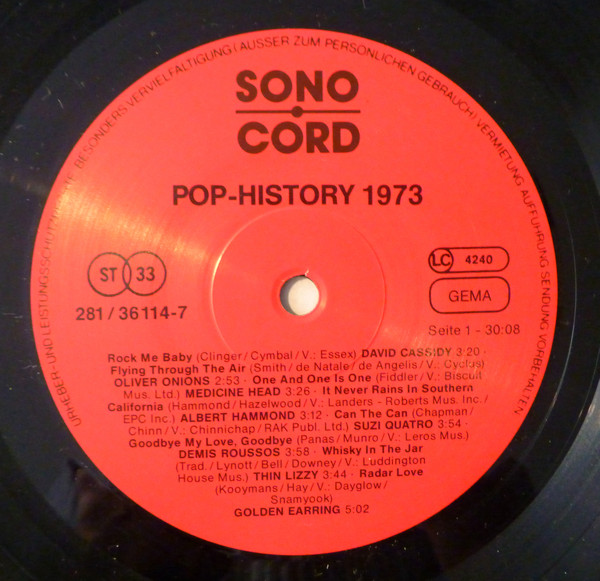 URHEBER- UND LEISTUNGSSCHUTZ BESONDERS VERVIELFÄLTIGUNG (AUSSER ZUM PERSÖNLICHEN GEBRAUCH) VERMIETUNG AUFFÜHRUNG SENDUNG VORBEHALTEN
SONO
CORD
POP-HISTORY 1973
ST 33
281/36114-7
LC 4240
GEMA
Seite 1 - 30:08
Rock Me Baby (Clinger/Cymbal/V.: Essex) DAVID CASSIDY 3:20 ·
Flying Through The Air (Smith/de Natale/de Angelis/V.: Cyclus)
OLIVER ONIONS 2:53 · One And One Is One (Fiddler/V.: Biscuit
Mus. Ltd.) MEDICINE HEAD 3:26 · It Never Rains In Southern
California (Hammond/Hazelwood/V.: Landers - Roberts Mus. Inc./
EPC Inc.) ALBERT HAMMOND 3:12 · Can The Can (Chapman/
Chinn/V.: Chinnichap/RAK Publ. Ltd.) SUZI QUATRO 3:54 ·
Goodbye My Love, Goodbye (Panas/Munro/V.: Leros Mus.)
DEMIS ROUSSOS 3:58 · Whisky In The Jar
(Trad./Lynott/Bell/Downey/V.: Luddington
House Mus.) THIN LIZZY 3:44 · Radar Love
(Kooymans/Hay/V.: Dayglow/
Snamyook)
GOLDEN EARRING 5:02